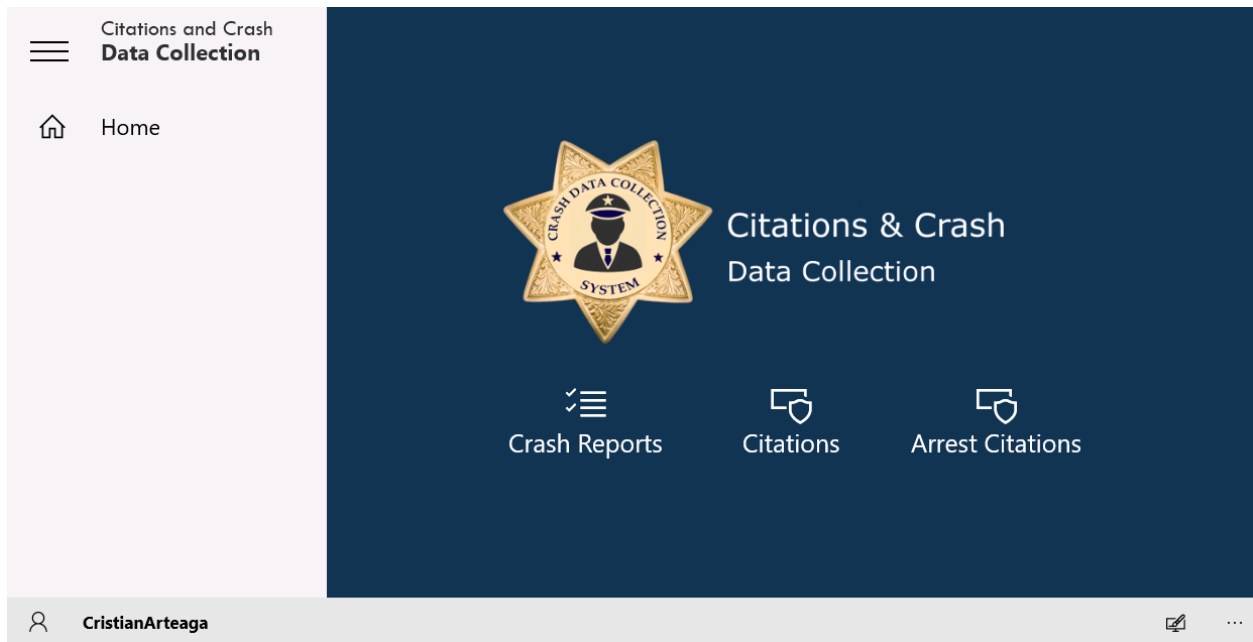 Citations and Crash
Data Collection
Home
CRASH DATA COLLECTION
SYSTEM
Citations & Crash
Data Collection
Crash Reports
Citations
Arrest Citations
CristianArteaga